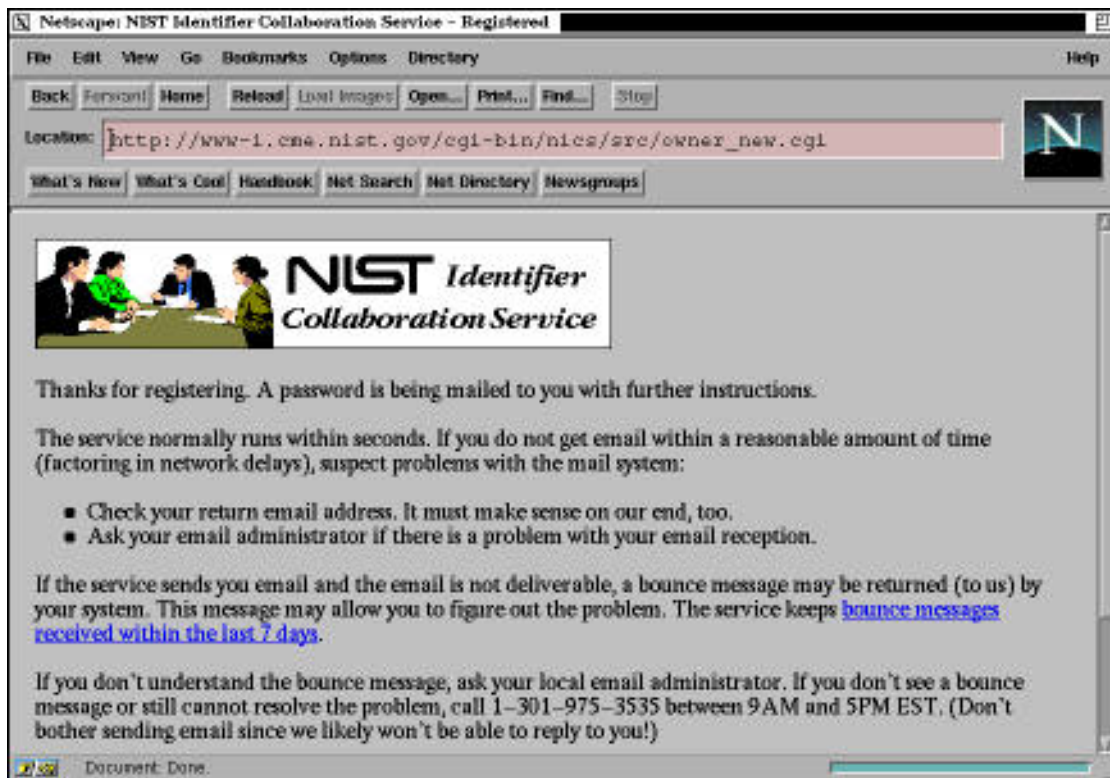 Netscape: NIST Identifier Collaboration Service - Registered
File Edit View Go Bookmarks Options Directory Help
Back Forward Home Reload Load Images Open... Print... Find... Stop
Location: http://www-i.cme.nist.gov/cgi-bin/nics/src/owner_new.cgi
N
What's New What's Cool Handbook Net Search Net Directory Newsgroups
NIST Identifier
Collaboration Service
Thanks for registering. A password is being mailed to you with further instructions.
The service normally runs within seconds. If you do not get email within a reasonable amount of time
(factoring in network delays), suspect problems with the mail system:
Check your return email address. It must make sense on our end, too.
Ask your email administrator if there is a problem with your email reception.
If the service sends you email and the email is not deliverable, a bounce message may be returned (to us) by
your system. This message may allow you to figure out the problem. The service keeps bounce messages
received within the last 7 days.
If you don't understand the bounce message, ask your local email administrator. If you don't see a bounce
message or still cannot resolve the problem, call 1-301-975-3535 between 9AM and 5PM EST. (Don't
bother sending email since we likely won't be able to reply to you!)
Document: Done.